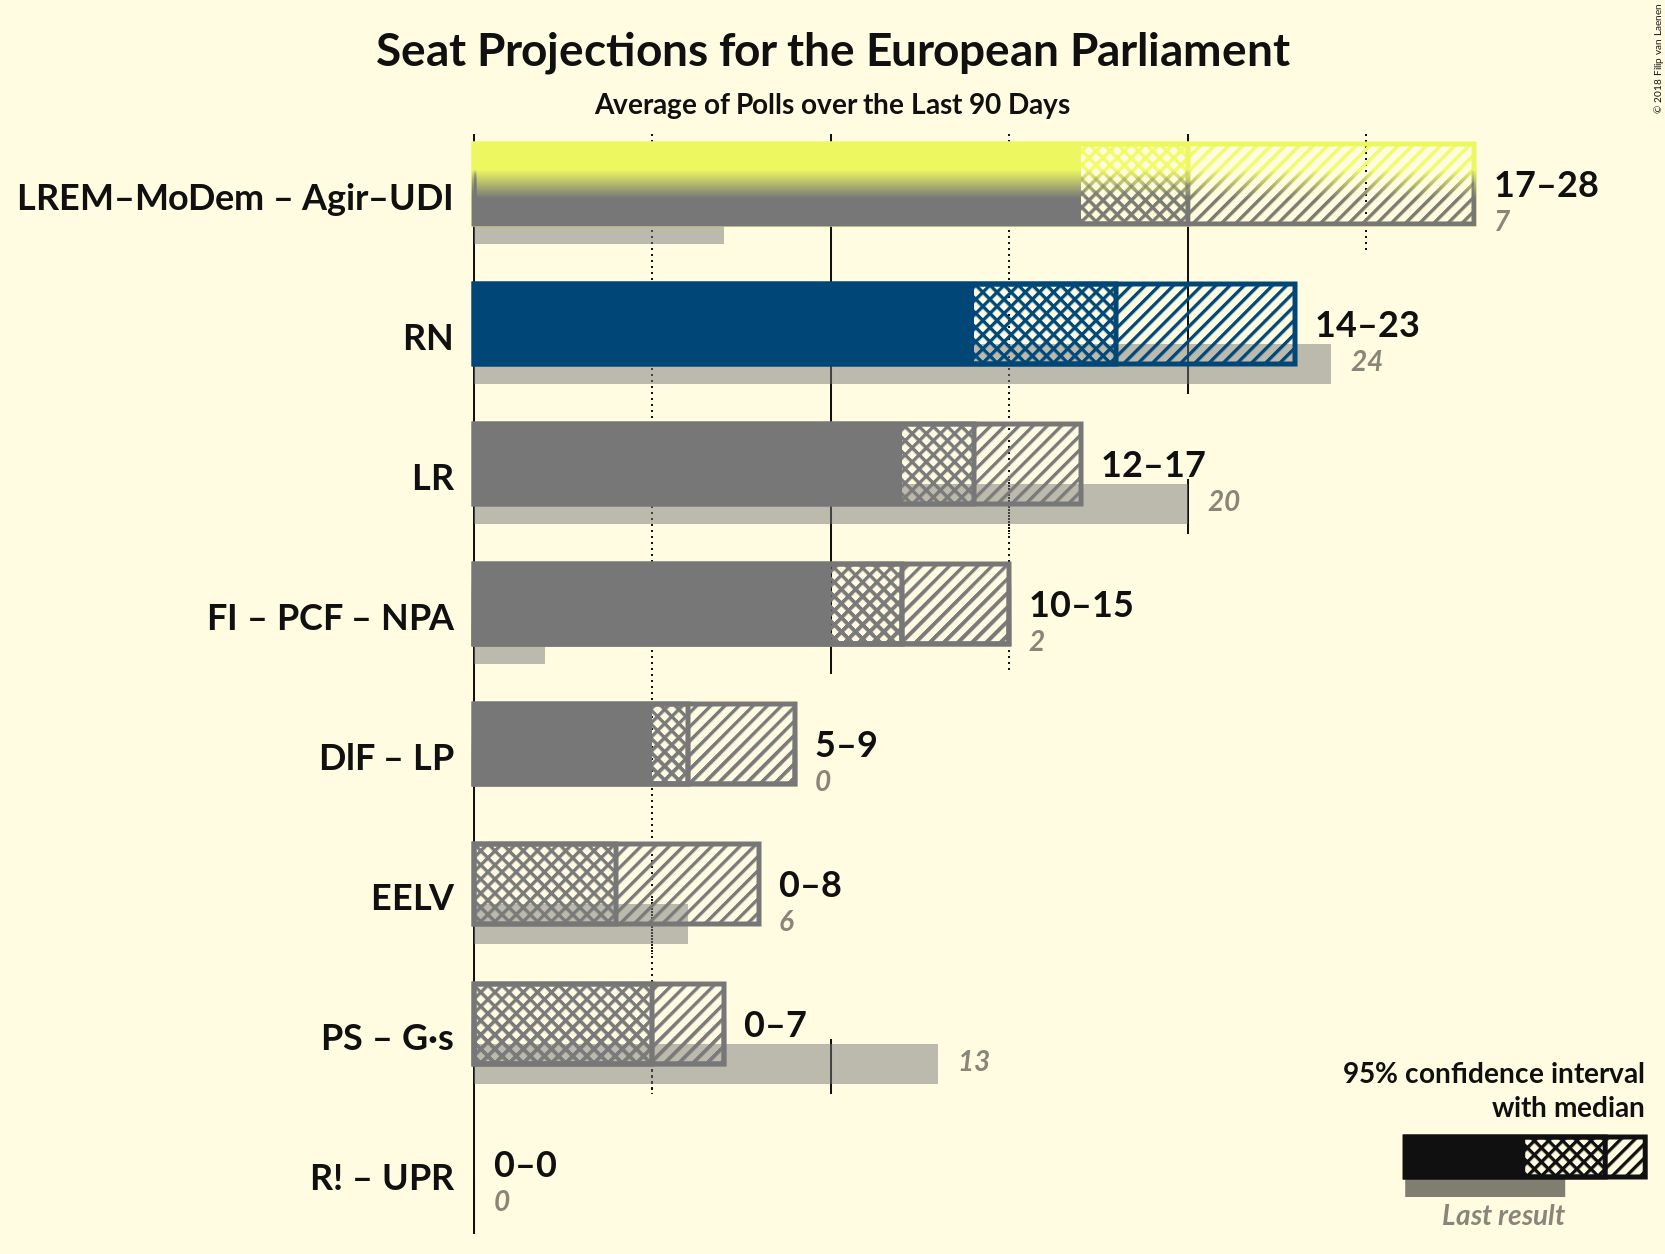 Seat Projections for the European Parliament
Average of Polls over the Last 90 Days
© 2018 Filip van Laenen
LREM–MoDem – Agir–UDI
17–28
7
RN
14–23
24
LR
12–17
20
FI – PCF – NPA
10–15
2
DlF – LP
5–9
0
EELV
0–8
6
PS – G·s
0–7
13
R! – UPR
0–0
0
95% confidence interval
with median
Last result